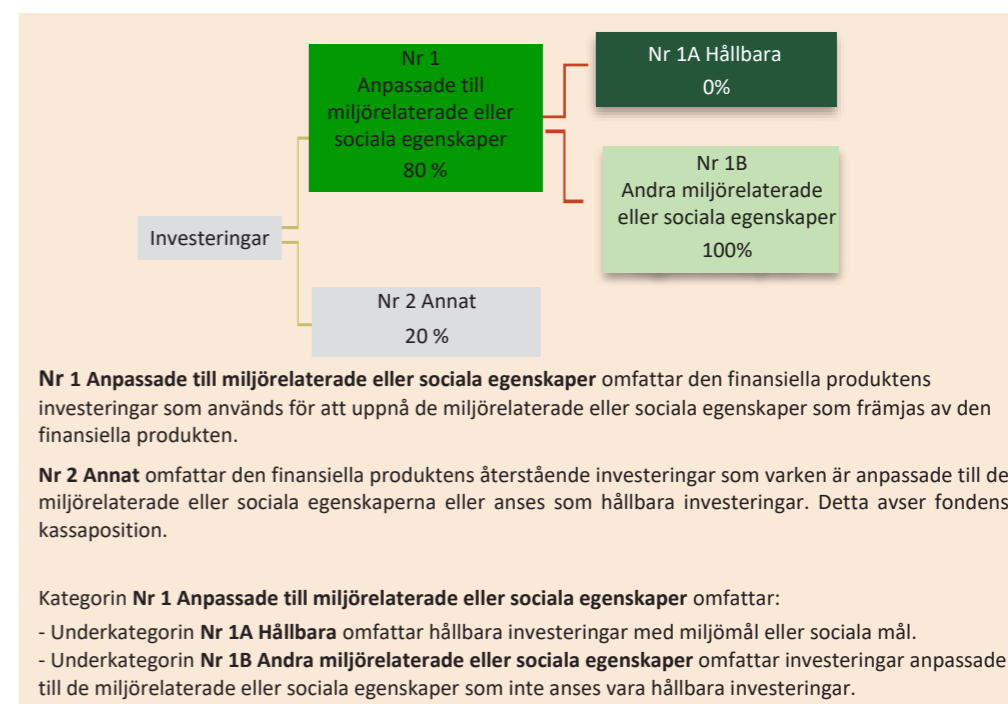 Nr 1
Anpassade till
miljörelaterade eller
sociala egenskaper
80 %
Nr 1A Hållbara
0%
Nr 1B
Andra miljörelaterade
eller sociala egenskaper
100%
Investeringar
Nr 2 Annat
20 %
Nr 1 Anpassade till miljörelaterade eller sociala egenskaper omfattar den finansiella produktens
investeringar som används för att uppnå de miljörelaterade eller sociala egenskaper som främjas av den
finansiella produkten.
Nr 2 Annat omfattar den finansiella produktens återstående investeringar som varken är anpassade till de
miljörelaterade eller sociala egenskaperna eller anses som hållbara investeringar. Detta avser fondens
kassaposition.
Kategorin Nr 1 Anpassade till miljörelaterade eller sociala egenskaper omfattar:
- Underkategorin Nr 1A Hållbara omfattar hållbara investeringar med miljömål eller sociala mål.
- Underkategorin Nr 1B Andra miljörelaterade eller sociala egenskaper omfattar investeringar anpassade
till de miljörelaterade eller sociala egenskaper som inte anses vara hållbara investeringar.